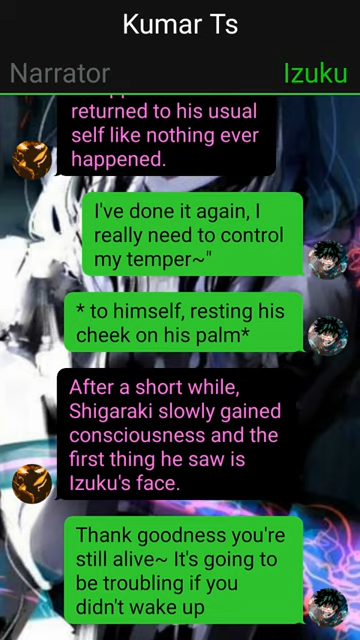 Kumar Ts
Narrator
Izuku
returned to his usual
self like nothing ever
happened.
I've done it again, I
really need to control
my temper~"
* to himself, resting his
cheek on his palm*
After a short while,
Shigaraki slowly gained
consciousness and the
first thing he saw is
Izuku's face.
Thank goodness you're
still alive~ It's going to
be troubling if you
didn't wake up